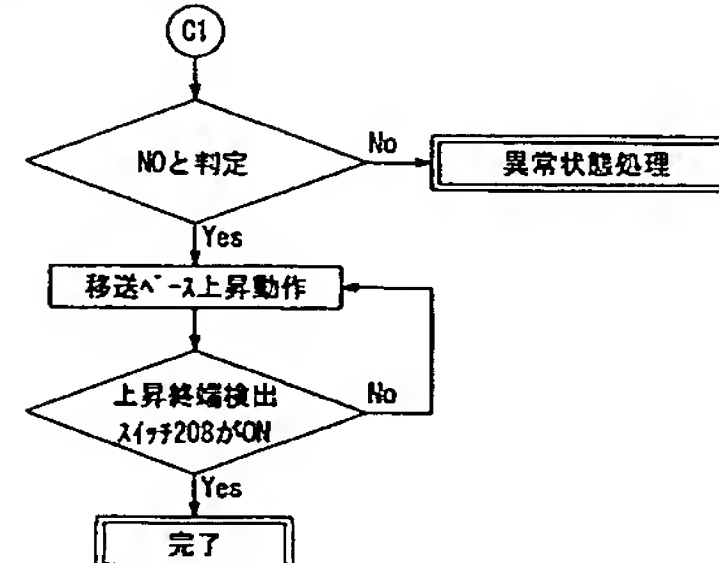 C1
NOと判定
No
異常状態処理
Yes
移送ベース上昇動作
上昇終端検出
スイッチ208がON
No
Yes
完了